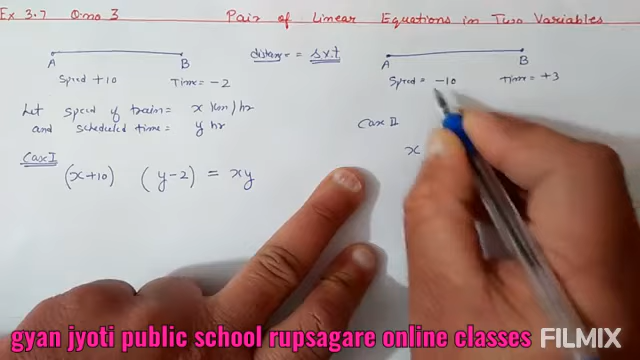 Ex 3.7 Q.no 3 Pair of Linear Equations in Two Variables
A B
Speed +10 Time = -2
distance = s x t
A B
Speed = -10 Time = +3
Let speed of train = x km/hr
and scheduled time = y hr
Case I
(x+10) (y-2) = xy
Case II
x
gyan jyoti public school rupsagare online classes
FILMIX